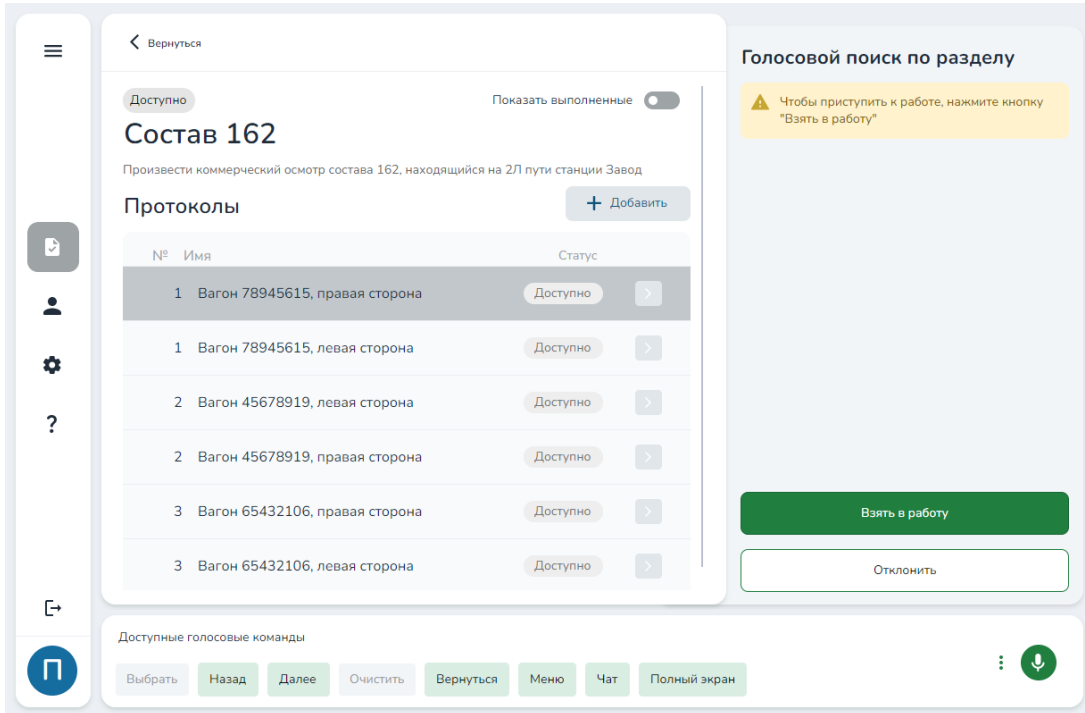 Вернуться
Доступно
Показать выполненные
Состав 162
Произвести коммерческий осмотр состава 162, находящийся на 2Л пути станции Завод
Протоколы
+ Добавить
№ Имя Статус
1 Вагон 78945615, правая сторона Доступно
1 Вагон 78945615, левая сторона Доступно
2 Вагон 45678919, левая сторона Доступно
2 Вагон 45678919, правая сторона Доступно
3 Вагон 65432106, правая сторона Доступно
3 Вагон 65432106, левая сторона Доступно
Голосовой поиск по разделу
Чтобы приступить к работе, нажмите кнопку
"Взять в работу"
Взять в работу
Отклонить
П
Доступные голосовые команды
Выбрать Назад Далее Очистить Вернуться Меню Чат Полный экран